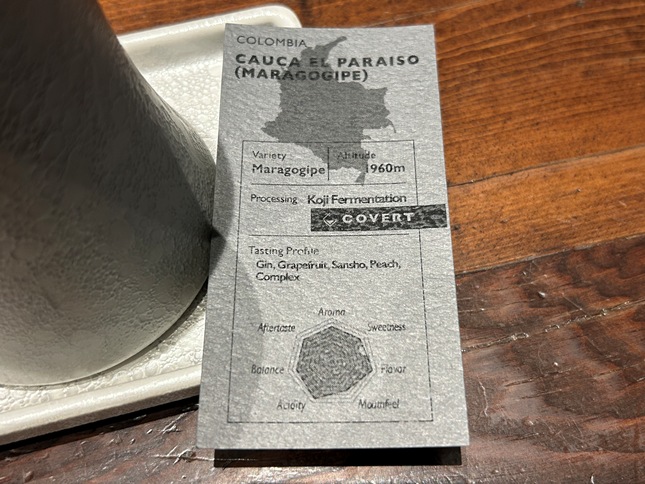 COLOMBIA
CAUCA EL PARAISO
(MARAGOGIPE)
Variety
Maragogipe
Altitude
1960m
Processing Koji Fermentation
COVERT
Tasting Profile
Gin, Grapefruit, Sansho, Peach,
Complex
Aroma
Aftertaste
Sweetness
Balance
Flavor
Acidity
Mouthfeel